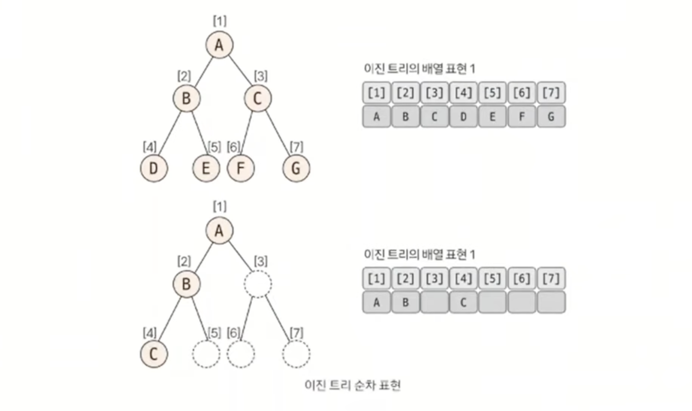 [1]
A
이진 트리의 배열 표현 1
[2] [3]
B C
[1] [2] [3] [4] [5] [6] [7]
A B C D E F G
[4] [5] [6] [7]
D E F G
[1]
A
이진 트리의 배열 표현 1
[2] [3]
B
[1] [2] [3] [4] [5] [6] [7]
A B C
[4] [5] [6] [7]
C
이진 트리 순차 표현